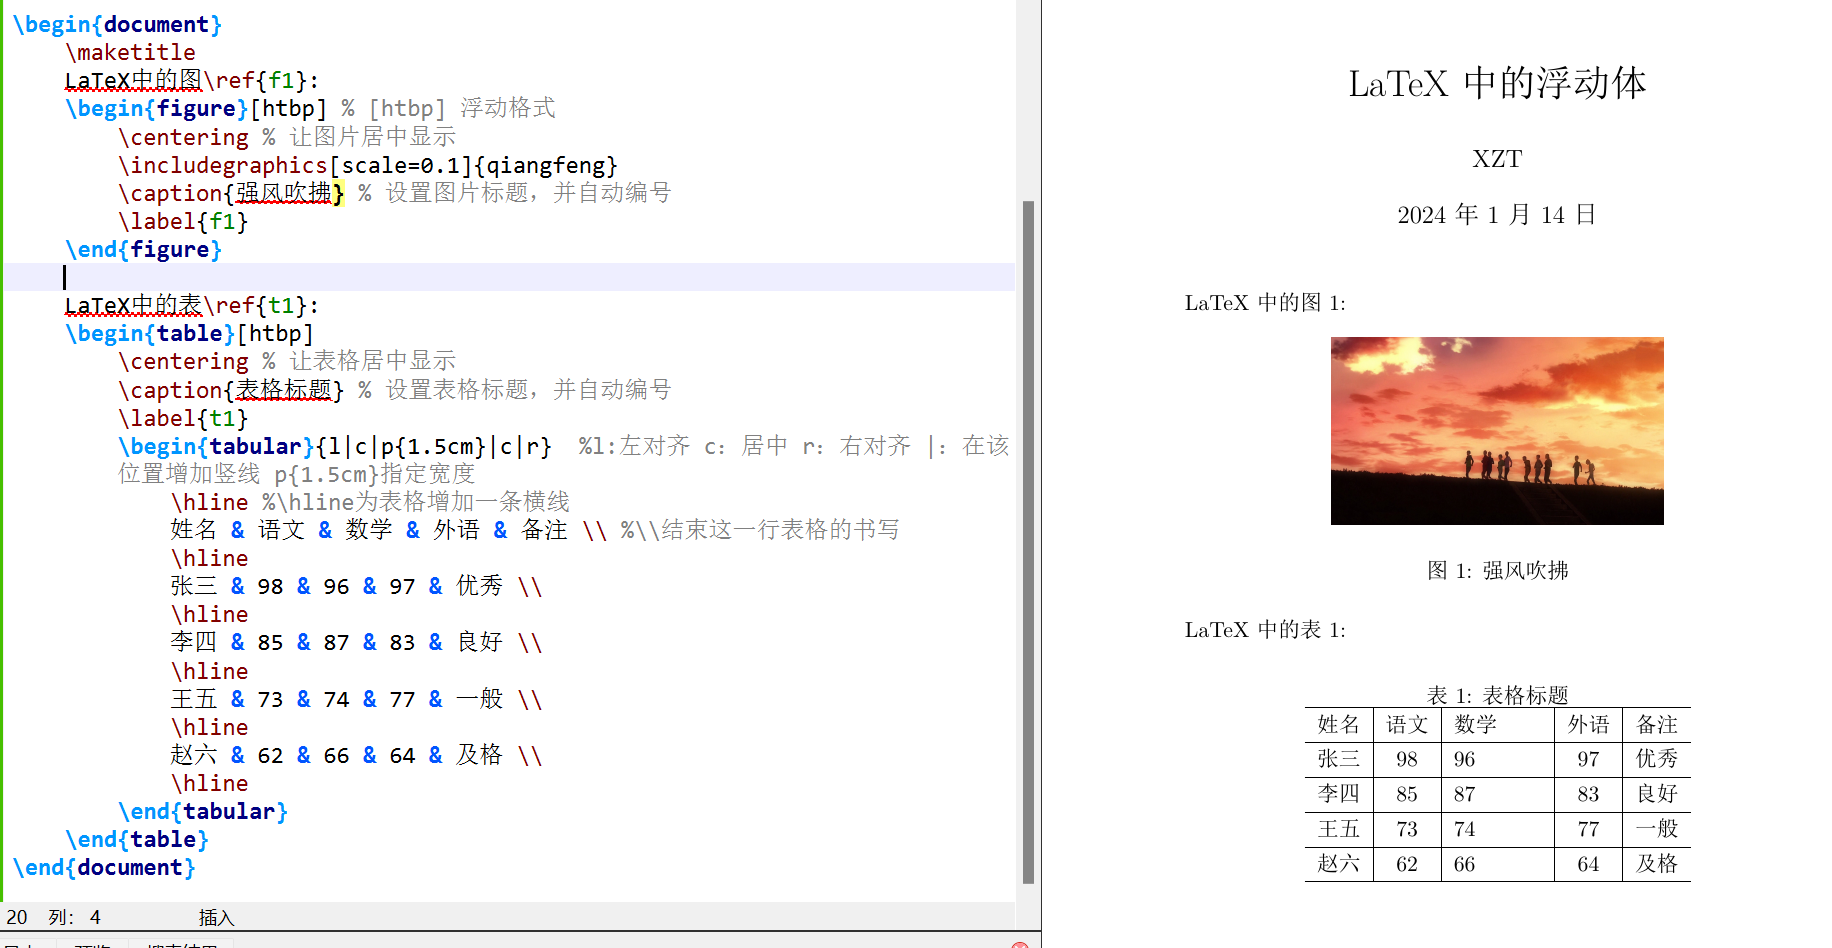 \begin{document}
\maketitle
LaTeX中的图\ref{f1}:
\begin{figure}[htbp] % [htbp] 浮动格式
\centering % 让图片居中显示
\includegraphics[scale=0.1]{qiangfeng}
\caption{强风吹拂} % 设置图片标题，并自动编号
\label{f1}
\end{figure}
LaTeX中的表\ref{t1}:
\begin{table}[htbp]
\centering % 让表格居中显示
\caption{表格标题} % 设置表格标题，并自动编号
\label{t1}
\begin{tabular}{l|c|p{1.5cm}|c|r} %l:左对齐 c: 居中 r: 右对齐 |: 在该
位置增加竖线 p{1.5cm}指定宽度
\hline %\hline为表格增加一条横线
姓名 & 语文 & 数学 & 外语 & 备注 \\ %\\结束这一行表格的书写
\hline
张三 & 98 & 96 & 97 & 优秀 \\
\hline
李四 & 85 & 87 & 83 & 良好 \\
\hline
王五 & 73 & 74 & 77 & 一般 \\
\hline
赵六 & 62 & 66 & 64 & 及格 \\
\hline
\end{tabular}
\end{table}
\end{document}
20 列: 4 插入
LaTeX 中的浮动体
XZT
2024 年 1 月 14 日
LaTeX 中的图 1:
图 1: 强风吹拂
LaTeX 中的表 1:
表 1: 表格标题
姓名 语文 数学 外语 备注
张三 98 96 97 优秀
李四 85 87 83 良好
王五 73 74 77 一般
赵六 62 66 64 及格